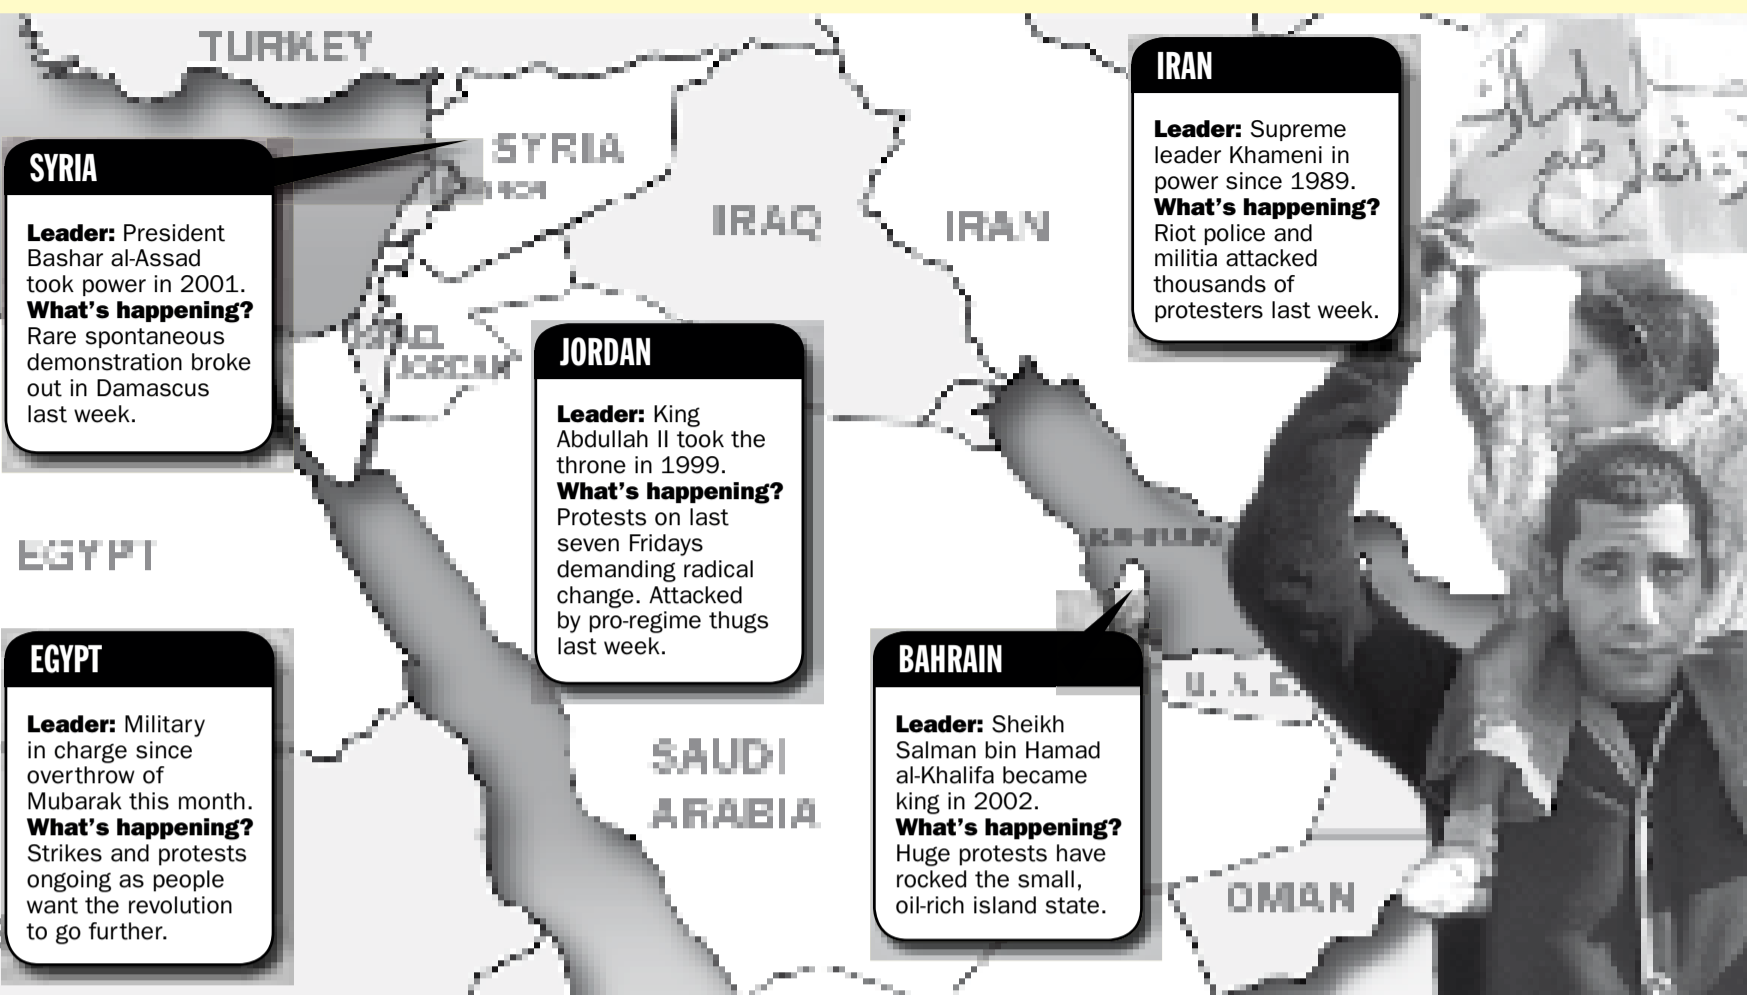 TURKEY
SYRIA
IRAQ
IRAN
ISRAEL
JORDAN
EGYPT
SAUDI
ARABIA
BAHRAIN
U. A. E.
OMAN
SYRIA
Leader: President
Bashar al-Assad
took power in 2001.
What's happening?
Rare spontaneous
demonstration broke
out in Damascus
last week.
JORDAN
Leader: King
Abdullah II took the
throne in 1999.
What's happening?
Protests on last
seven Fridays
demanding radical
change. Attacked
by pro-regime thugs
last week.
IRAN
Leader: Supreme
leader Khameni in
power since 1989.
What's happening?
Riot police and
militia attacked
thousands of
protesters last week.
EGYPT
Leader: Military
in charge since
overthrow of
Mubarak this month.
What's happening?
Strikes and protests
ongoing as people
want the revolution
to go further.
BAHRAIN
Leader: Sheikh
Salman bin Hamad
al-Khalifa became
king in 2002.
What's happening?
Huge protests have
rocked the small,
oil-rich island state.